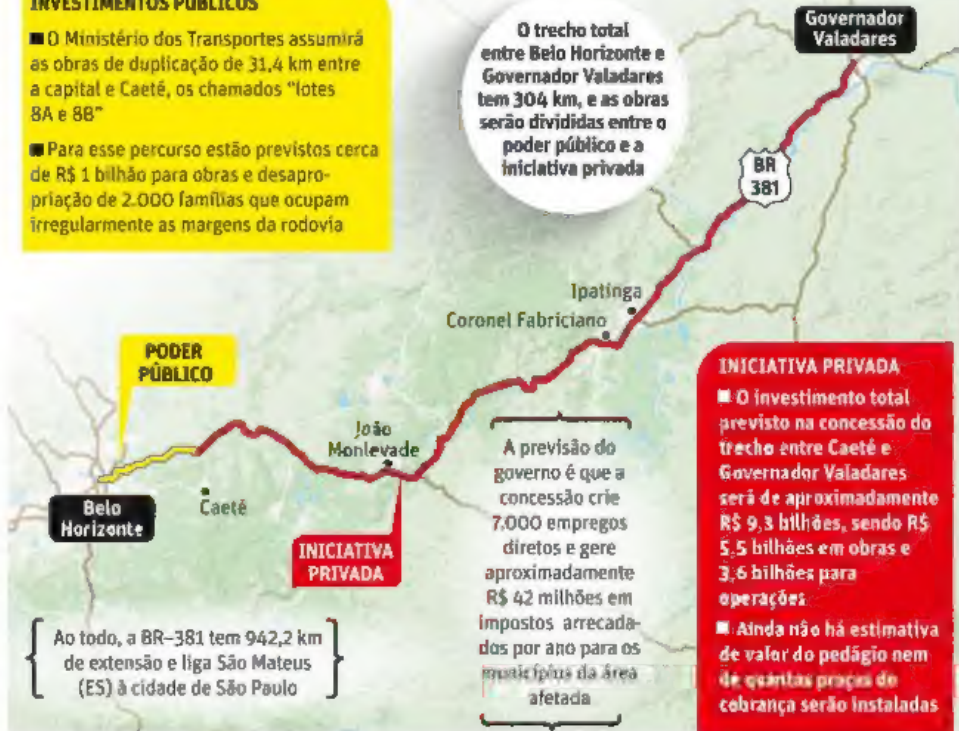 INVESTIMENTOS PÚBLICOS
■ O Ministério dos Transportes assumirá
as obras de duplicação de 31,4 km entre
a capital e Caeté, os chamados "lotes
8A e 8B"
■ Para esse percurso estão previstos cerca
de R$ 1 bilhão para obras e desapro-
priação de 2.000 famílias que ocupam
irregularmente as margens da rodovia
O trecho total
entre Belo Horizonte e
Governador Valadares
tem 304 km, e as obras
serão divididas entre o
poder público e a
iniciativa privada
Governador
Valadares
BR
381
Ipatinga
Coronel Fabriciano
PODER
PÚBLICO
João
Monlevade
Belo
Horizonte
Caeté
INICIATIVA
PRIVADA
A previsão do
governo é que a
concessão crie
7.000 empregos
diretos e gere
aproximadamente
R$ 42 milhões em
impostos arrecada-
dos por ano para os
municípios da área
afetada
INICIATIVA PRIVADA
■ O investimento total
previsto na concessão do
trecho entre Caeté e
Governador Valadares
será de aproximadamente
R$ 9,3 bilhões, sendo R$
5,5 bilhões em obras e
3,6 bilhões para
operações
■ Ainda não há estimativa
de valor do pedágio nem
de quantas praças de
cobrança serão instaladas
Ao todo, a BR-381 tem 942,2 km
de extensão e liga São Mateus
(ES) à cidade de São Paulo